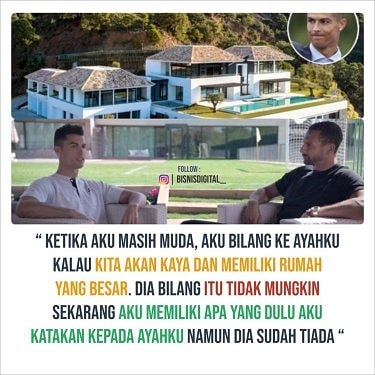 FOLLOW :
| BISNISDIGITAL__
“ KETIKA AKU MASIH MUDA, AKU BILANG KE AYAHKU
KALAU KITA AKAN KAYA DAN MEMILIKI RUMAH
YANG BESAR. DIA BILANG ITU TIDAK MUNGKIN
SEKARANG AKU MEMILIKI APA YANG DULU AKU
KATAKAN KEPADA AYAHKU NAMUN DIA SUDAH TIADA “